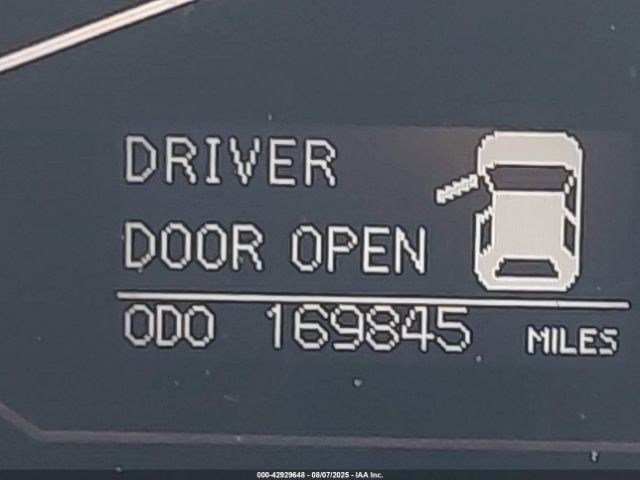 DRIVER
DOOR OPEN
ODO 169845 MILES
000-42929648 - 08/07/2025 - IAA Inc.